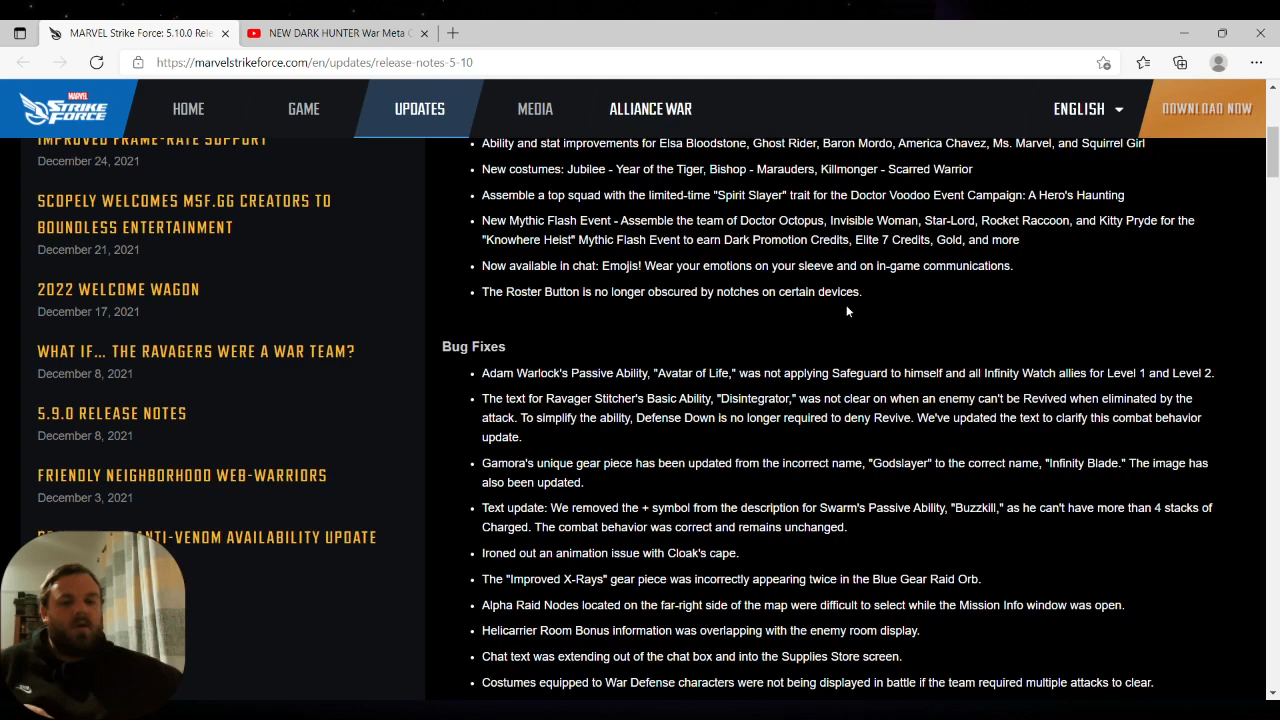 MARVEL Strike Force: 5.10.0 Rele
NEW DARK HUNTER War Meta C
https://marvelstrikeforce.com/en/updates/release-notes-5-10
MARVEL
STRIKE
FORCE
HOME
GAME
UPDATES
MEDIA
ALLIANCE WAR
ENGLISH
DOWNLOAD NOW
IMPROVED FRAME-RATE SUPPORT
December 24, 2021
SCOPELY WELCOMES MSF.GG CREATORS TO
BOUNDLESS ENTERTAINMENT
December 21, 2021
2022 WELCOME WAGON
December 17, 2021
WHAT IF... THE RAVAGERS WERE A WAR TEAM?
December 8, 2021
5.9.0 RELEASE NOTES
December 8, 2021
FRIENDLY NEIGHBORHOOD WEB-WARRIORS
December 3, 2021
ANTI-VENOM AVAILABILITY UPDATE
• Ability and stat improvements for Elsa Bloodstone, Ghost Rider, Baron Mordo, America Chavez, Ms. Marvel, and Squirrel Girl
• New costumes: Jubilee - Year of the Tiger, Bishop - Marauders, Killmonger - Scarred Warrior
• Assemble a top squad with the limited-time "Spirit Slayer" trait for the Doctor Voodoo Event Campaign: A Hero's Haunting
• New Mythic Flash Event - Assemble the team of Doctor Octopus, Invisible Woman, Star-Lord, Rocket Raccoon, and Kitty Pryde for the
"Knowhere Heist" Mythic Flash Event to earn Dark Promotion Credits, Elite 7 Credits, Gold, and more
• Now available in chat: Emojis! Wear your emotions on your sleeve and on in-game communications.
• The Roster Button is no longer obscured by notches on certain devices.
Bug Fixes
• Adam Warlock's Passive Ability, "Avatar of Life," was not applying Safeguard to himself and all Infinity Watch allies for Level 1 and Level 2.
• The text for Ravager Stitcher's Basic Ability, "Disintegrator," was not clear on when an enemy can't be Revived when eliminated by the
attack. To simplify the ability, Defense Down is no longer required to deny Revive. We've updated the text to clarify this combat behavior
update.
• Gamora's unique gear piece has been updated from the incorrect name, "Godslayer" to the correct name, "Infinity Blade." The image has
also been updated.
• Text update: We removed the + symbol from the description for Swarm's Passive Ability, "Buzzkill," as he can't have more than 4 stacks of
Charged. The combat behavior was correct and remains unchanged.
• Ironed out an animation issue with Cloak's cape.
• The "Improved X-Rays" gear piece was incorrectly appearing twice in the Blue Gear Raid Orb.
• Alpha Raid Nodes located on the far-right side of the map were difficult to select while the Mission Info window was open.
• Helicarrier Room Bonus information was overlapping with the enemy room display.
• Chat text was extending out of the chat box and into the Supplies Store screen.
• Costumes equipped to War Defense characters were not being displayed in battle if the team required multiple attacks to clear.